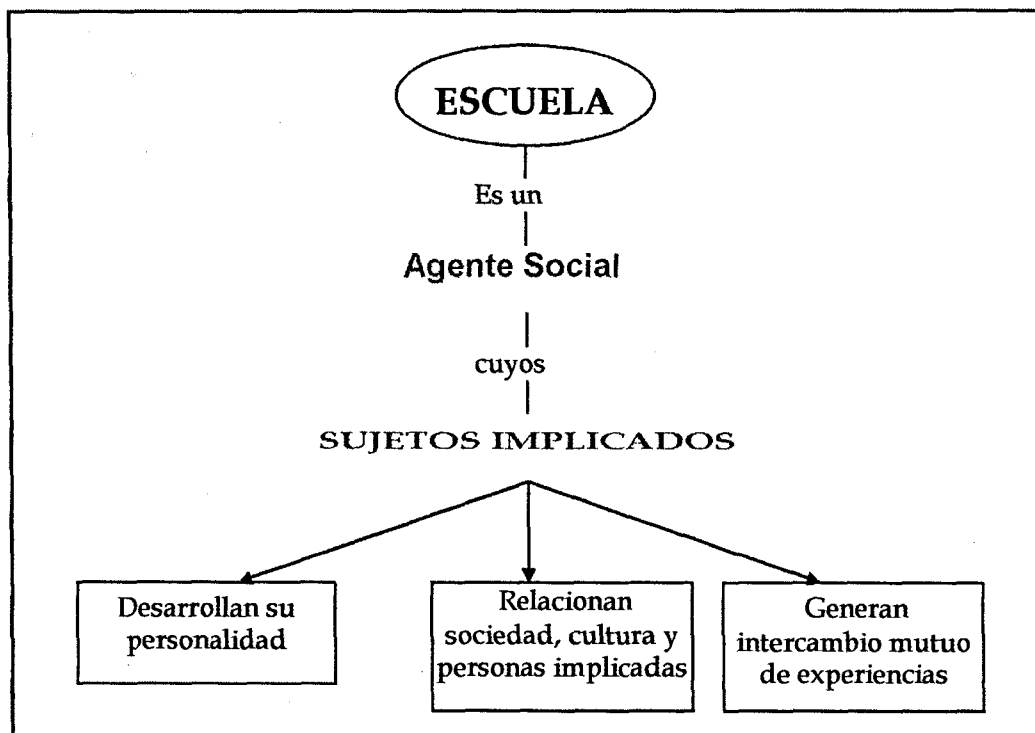 ESCUELA
Es un
Agente Social
cuyos
SUJETOS IMPLICADOS
Desarrollan su
personalidad
Relacionan
sociedad, cultura y
personas implicadas
Generan
intercambio mutuo
de experiencias